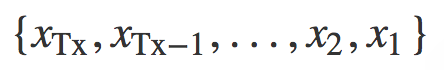 {x_Tx, x_Tx−1, . . . , x_2, x_1 }